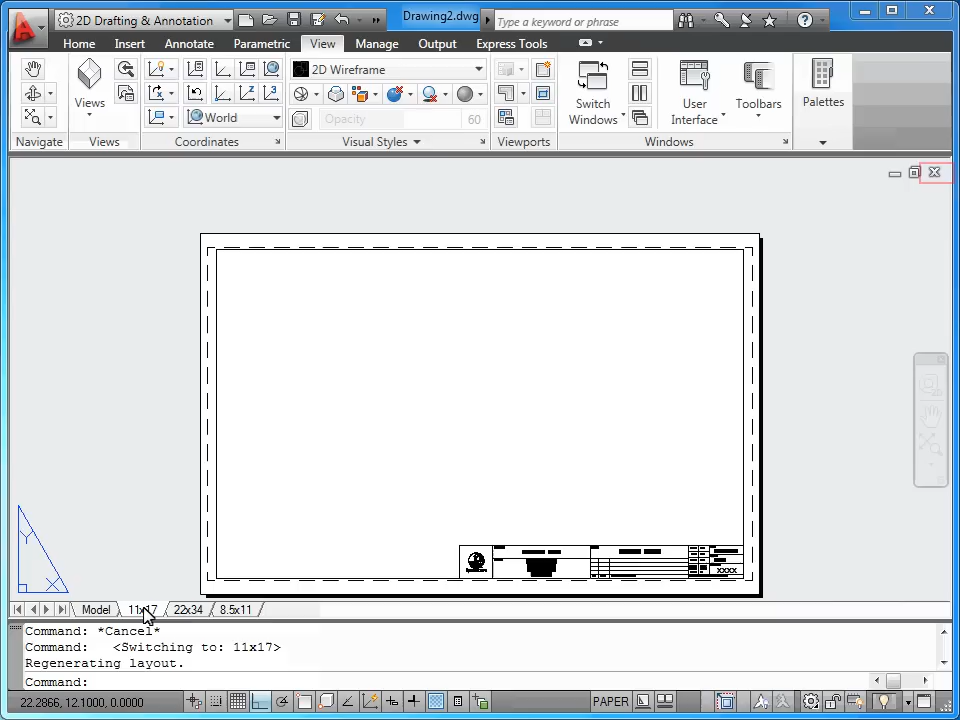 2D Drafting & Annotation
Drawing2.dwg
Type a keyword or phrase
Home Insert Annotate Parametric View Manage Output Express Tools
2D Wireframe
Views
World
Opacity 60
Switch
Windows
User
Interface
Toolbars
Palettes
Navigate Views Coordinates Visual Styles Viewports Windows
Y
X
XXXX
Model 11x17 22x34 8.5x11
Command: *Cancel*
Command: <Switching to: 11x17>
Regenerating layout.
Command:
22.2866, 12.1000, 0.0000
PAPER